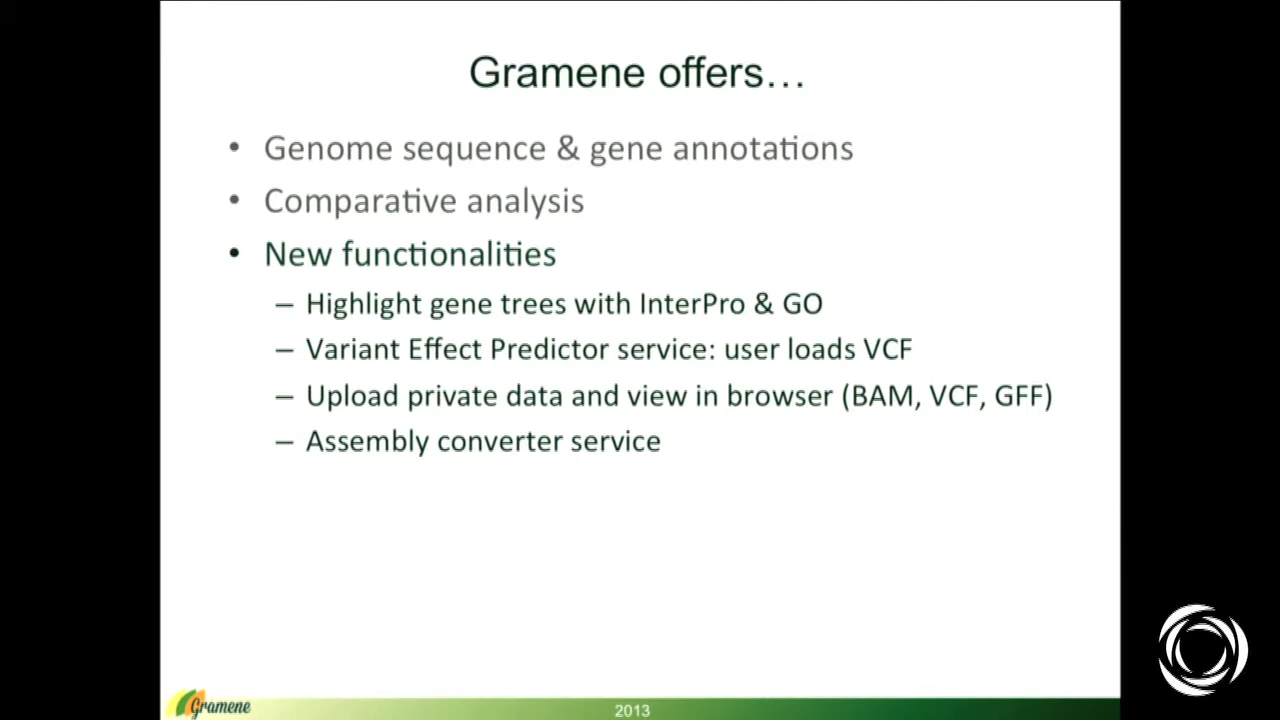 Gramene offers…
• Genome sequence & gene annotations
• Comparative analysis
• New functionalities
– Highlight gene trees with InterPro & GO
– Variant Effect Predictor service: user loads VCF
– Upload private data and view in browser (BAM, VCF, GFF)
– Assembly converter service
Gramene
2013